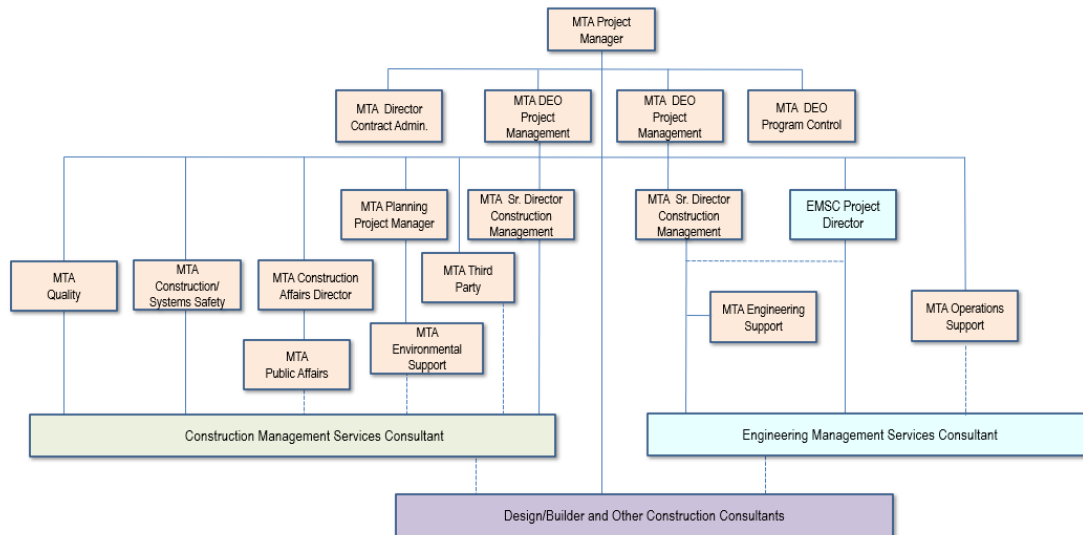 MTA Project
Manager
MTA Director
Contract Admin.
MTA DEO
Project
Management
MTA DEO
Project
Management
MTA DEO
Program Control
MTA Planning
Project Manager
MTA Sr. Director
Construction
Management
MTA Sr. Director
Construction
Management
EMSC Project
Director
MTA
Quality
MTA
Construction/
Systems Safety
MTA Construction
Affairs Director
MTA Third
Party
MTA Engineering
Support
MTA Operations
Support
MTA
Public Affairs
MTA
Environmental
Support
Construction Management Services Consultant
Engineering Management Services Consultant
Design/Builder and Other Construction Consultants